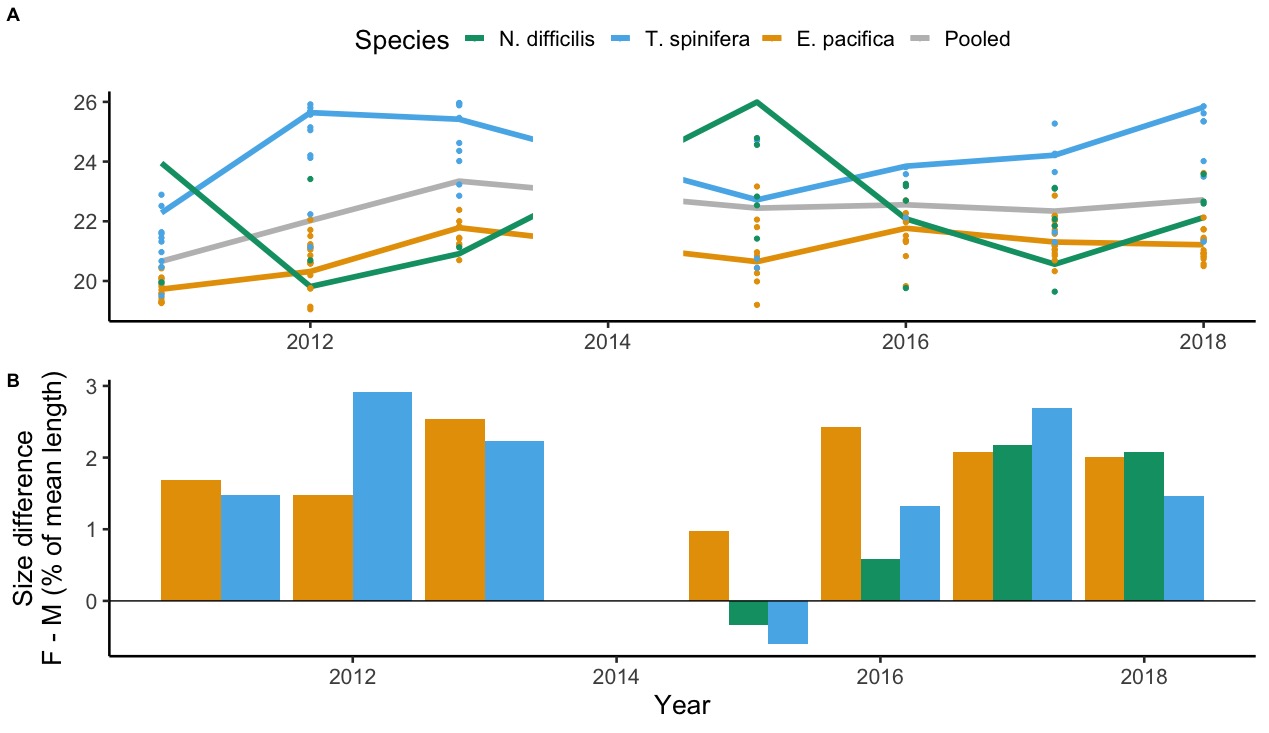 A
Species N. difficilis T. spinifera E. pacifica Pooled
26
24
22
20
2012 2014 2016 2018
B
Size difference
F - M (% of mean length)
3
2
1
0
2012 2014 2016 2018
Year